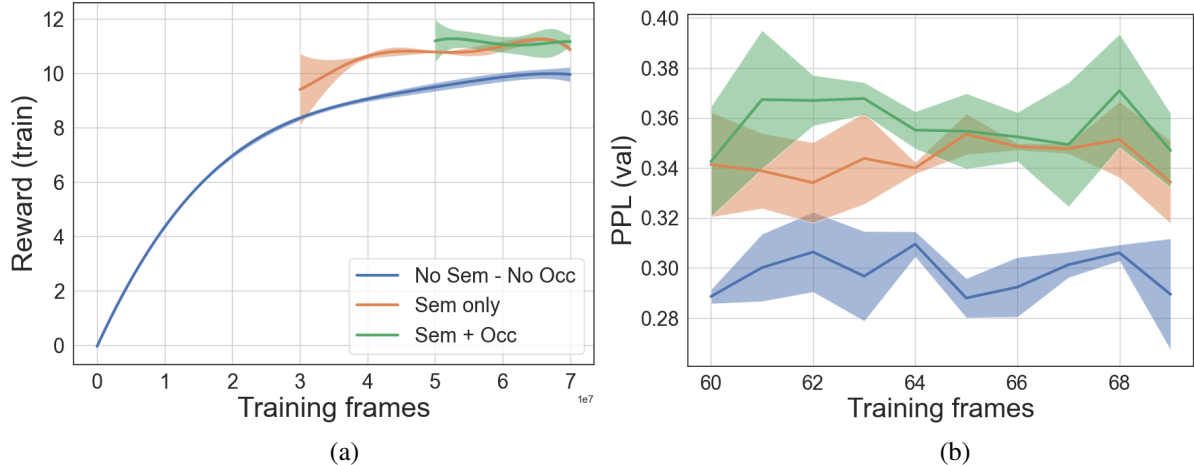 12
10
8
6
4
2
0
Reward (train)
No Sem - No Occ
Sem only
Sem + Occ
0 1 2 3 4 5 6 7
1e7
Training frames
(a)
0.40
0.38
0.36
0.34
0.32
0.30
0.28
PPL (val)
60 62 64 66 68
Training frames
(b)